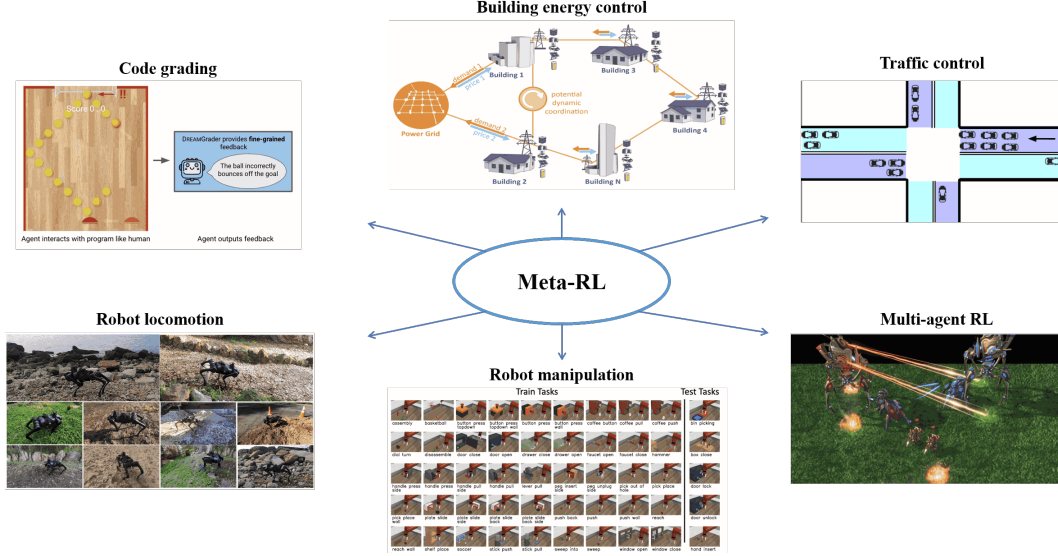 Building energy control
Code grading
Traffic control
Score 0 0
!!
DREAMGrader provides fine-grained
feedback
The ball incorrectly
bounces off the goal
Agent interacts with program like human
Agent outputs feedback
Building 1
Building 3
demand 1
price 1
potential
dynamic
coordination
Power Grid
Building 4
demand 2
Building 2
Building N
Meta-RL
Robot locomotion
Multi-agent RL
Robot manipulation
Train Tasks
Test Tasks
assembly
basketball
button press
topdown
button press
topdown wall
button press
button press
wall
coffee button
coffee pull
coffee push
bin picking
dial turn
disassemble
door close
door open
drawer close
drawer open
faucet open
faucet close
hammer
box close
handle press
side
handle press
handle pull
side
handle pull
lever pull
peg insert
side
peg unplug
side
pick out of
hole
pick place
door lock
pick place
wall
plate slide
plate slide
side
plate slide
back
plate slide
back side
push back
push
push wall
reach
door unlock
reach wall
shelf place
soccer
stick push
stick pull
sweep into
sweep
window open
window close
hand insert